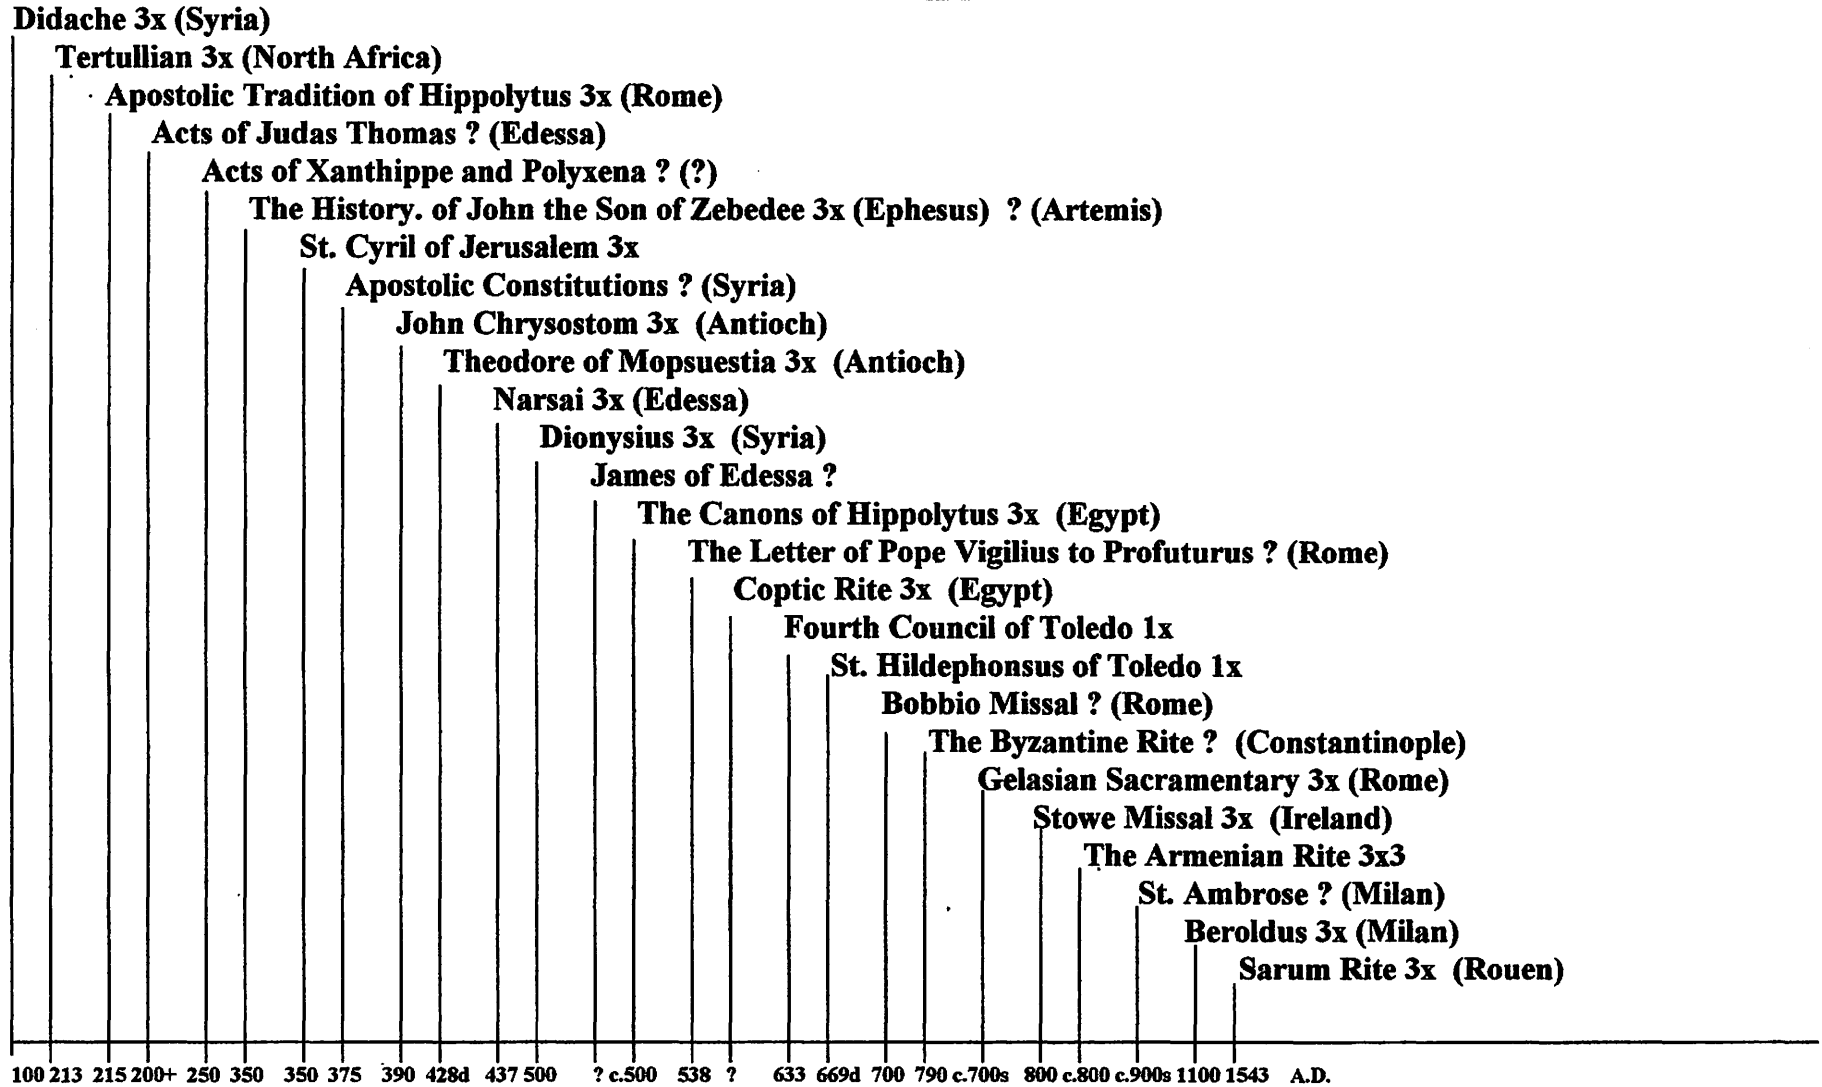 Didache 3x (Syria)
Tertullian 3x (North Africa)
Apostolic Tradition of Hippolytus 3x (Rome)
Acts of Judas Thomas ? (Edessa)
Acts of Xanthippe and Polyxena ? (?)
The History. of John the Son of Zebedee 3x (Ephesus) ? (Artemis)
St. Cyril of Jerusalem 3x
Apostolic Constitutions ? (Syria)
John Chrysostom 3x (Antioch)
Theodore of Mopsuestia 3x (Antioch)
Narsai 3x (Edessa)
Dionysius 3x (Syria)
James of Edessa ?
The Canons of Hippolytus 3x (Egypt)
The Letter of Pope Vigilius to Profuturus ? (Rome)
Coptic Rite 3x (Egypt)
Fourth Council of Toledo 1x
St. Hildephonsus of Toledo 1x
Bobbio Missal ? (Rome)
The Byzantine Rite ? (Constantinople)
Gelasian Sacramentary 3x (Rome)
Stowe Missal 3x (Ireland)
The Armenian Rite 3x3
St. Ambrose ? (Milan)
Beroldus 3x (Milan)
Sarum Rite 3x (Rouen)
100 213 215 200+ 250 350 350 375 390 428d 437 500 ? c.500 538 ? 633 669d 700 790 c.700s 800 c.800 c.900s 1100 1543 A.D.